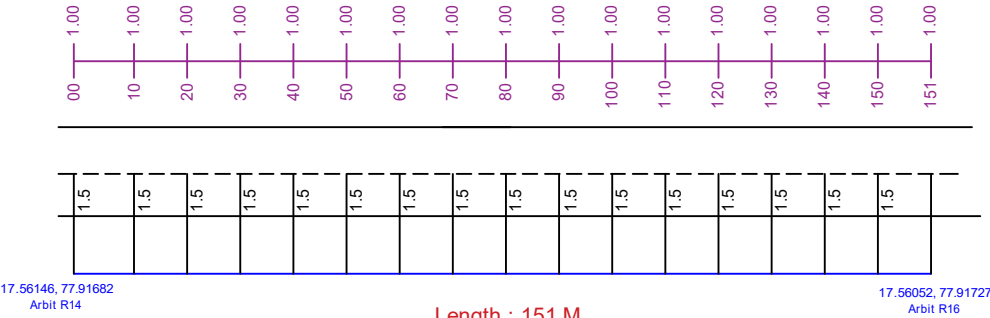 1.00 1.00 1.00 1.00 1.00 1.00 1.00 1.00 1.00 1.00 1.00 1.00 1.00 1.00 1.00 1.00 1.00
00 10 20 30 40 50 60 70 80 90 100 110 120 130 140 150 151
1.5 1.5 1.5 1.5 1.5 1.5 1.5 1.5 1.5 1.5 1.5 1.5 1.5 1.5 1.5 1.5
17.56146, 77.91682
Arbit R14
Length : 151 M
17.56052, 77.91727
Arbit R16